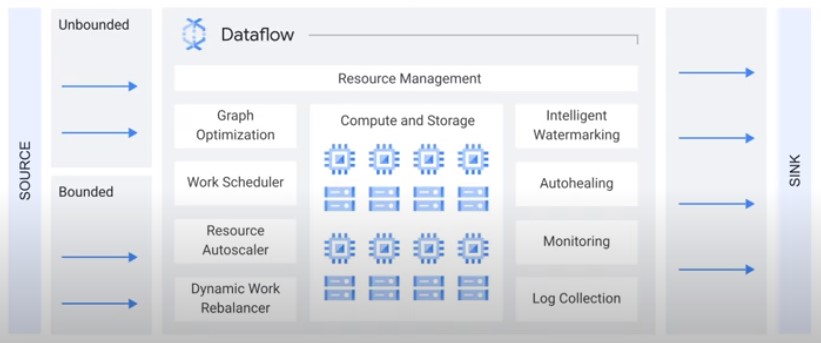 SOURCE
Unbounded
Bounded
Dataflow
Resource Management
Graph
Optimization
Work Scheduler
Resource
Autoscaler
Dynamic Work
Rebalancer
Compute and Storage
Intelligent
Watermarking
Autohealing
Monitoring
Log Collection
SINK